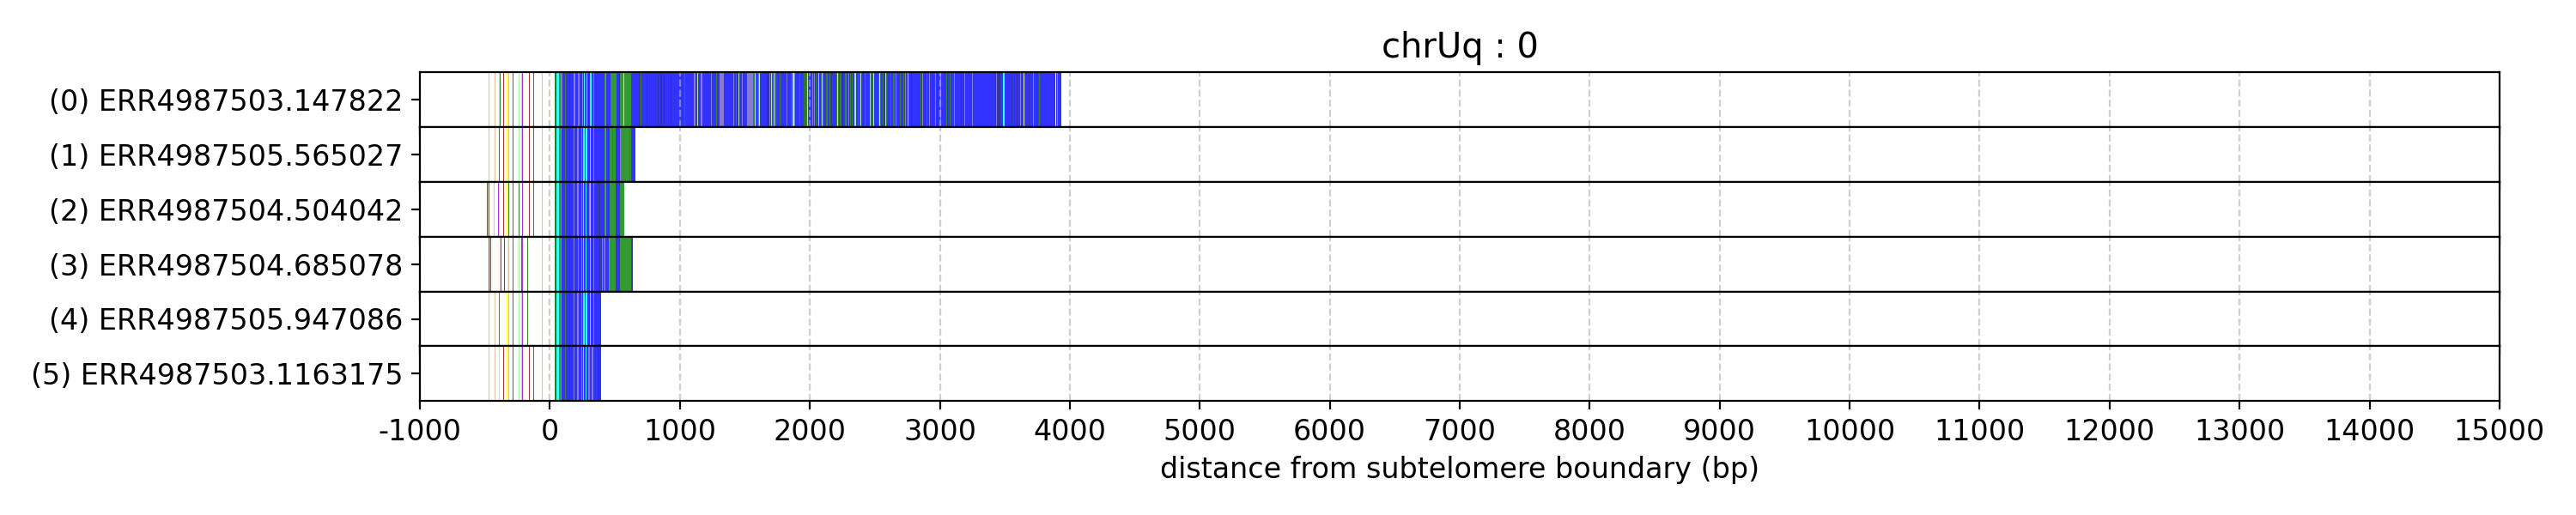 chrUq : 0
(0) ERR4987503.147822
(1) ERR4987505.565027
(2) ERR4987504.504042
(3) ERR4987504.685078
(4) ERR4987505.947086
(5) ERR4987503.1163175
-1000 0 1000 2000 3000 4000 5000 6000 7000 8000 9000 10000 11000 12000 13000 14000 15000
distance from subtelomere boundary (bp)